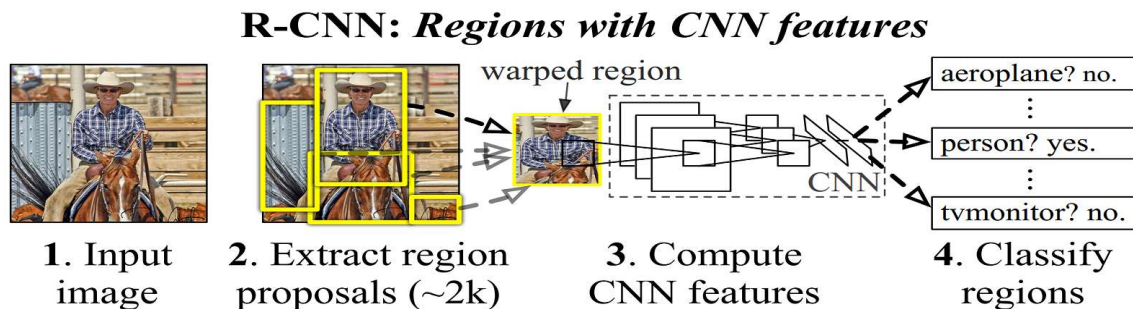 R-CNN: Regions with CNN features
warped region
aeroplane? no.
⋮
person? yes.
⋮
tvmonitor? no.
CNN
1. Input
image
2. Extract region
proposals (~2k)
3. Compute
CNN features
4. Classify
regions